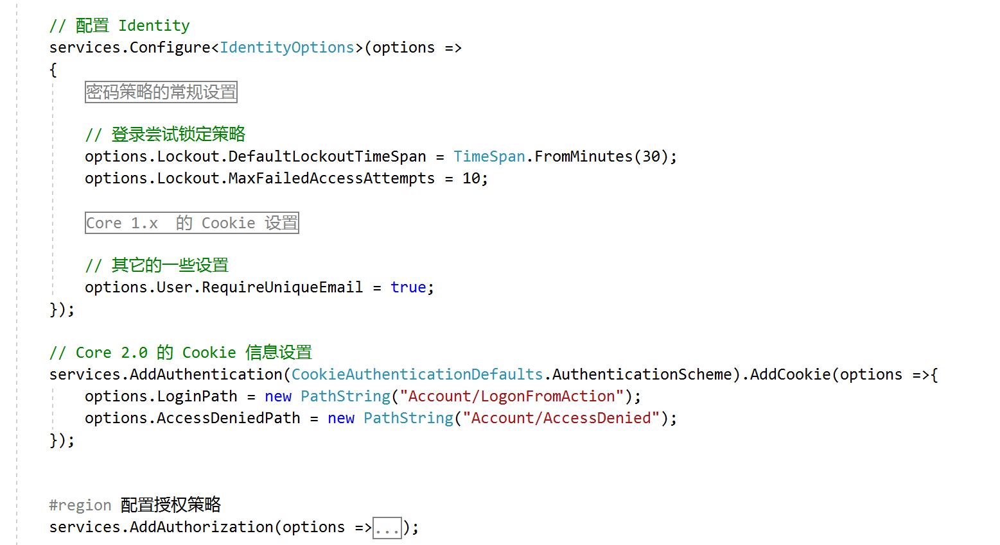 // 配置 Identity
services.Configure<IdentityOptions>(options =>
{
密码策略的常规设置
// 登录尝试锁定策略
options.Lockout.DefaultLockoutTimeSpan = TimeSpan.FromMinutes(30);
options.Lockout.MaxFailedAccessAttempts = 10;
Core 1.x  的 Cookie 设置
// 其它的一些设置
options.User.RequireUniqueEmail = true;
});
// Core 2.0 的 Cookie 信息设置
services.AddAuthentication(CookieAuthenticationDefaults.AuthenticationScheme).AddCookie(options =>{
options.LoginPath = new PathString("Account/LogonFromAction");
options.AccessDeniedPath = new PathString("Account/AccessDenied");
});
#region 配置授权策略
services.AddAuthorization(options =>...);